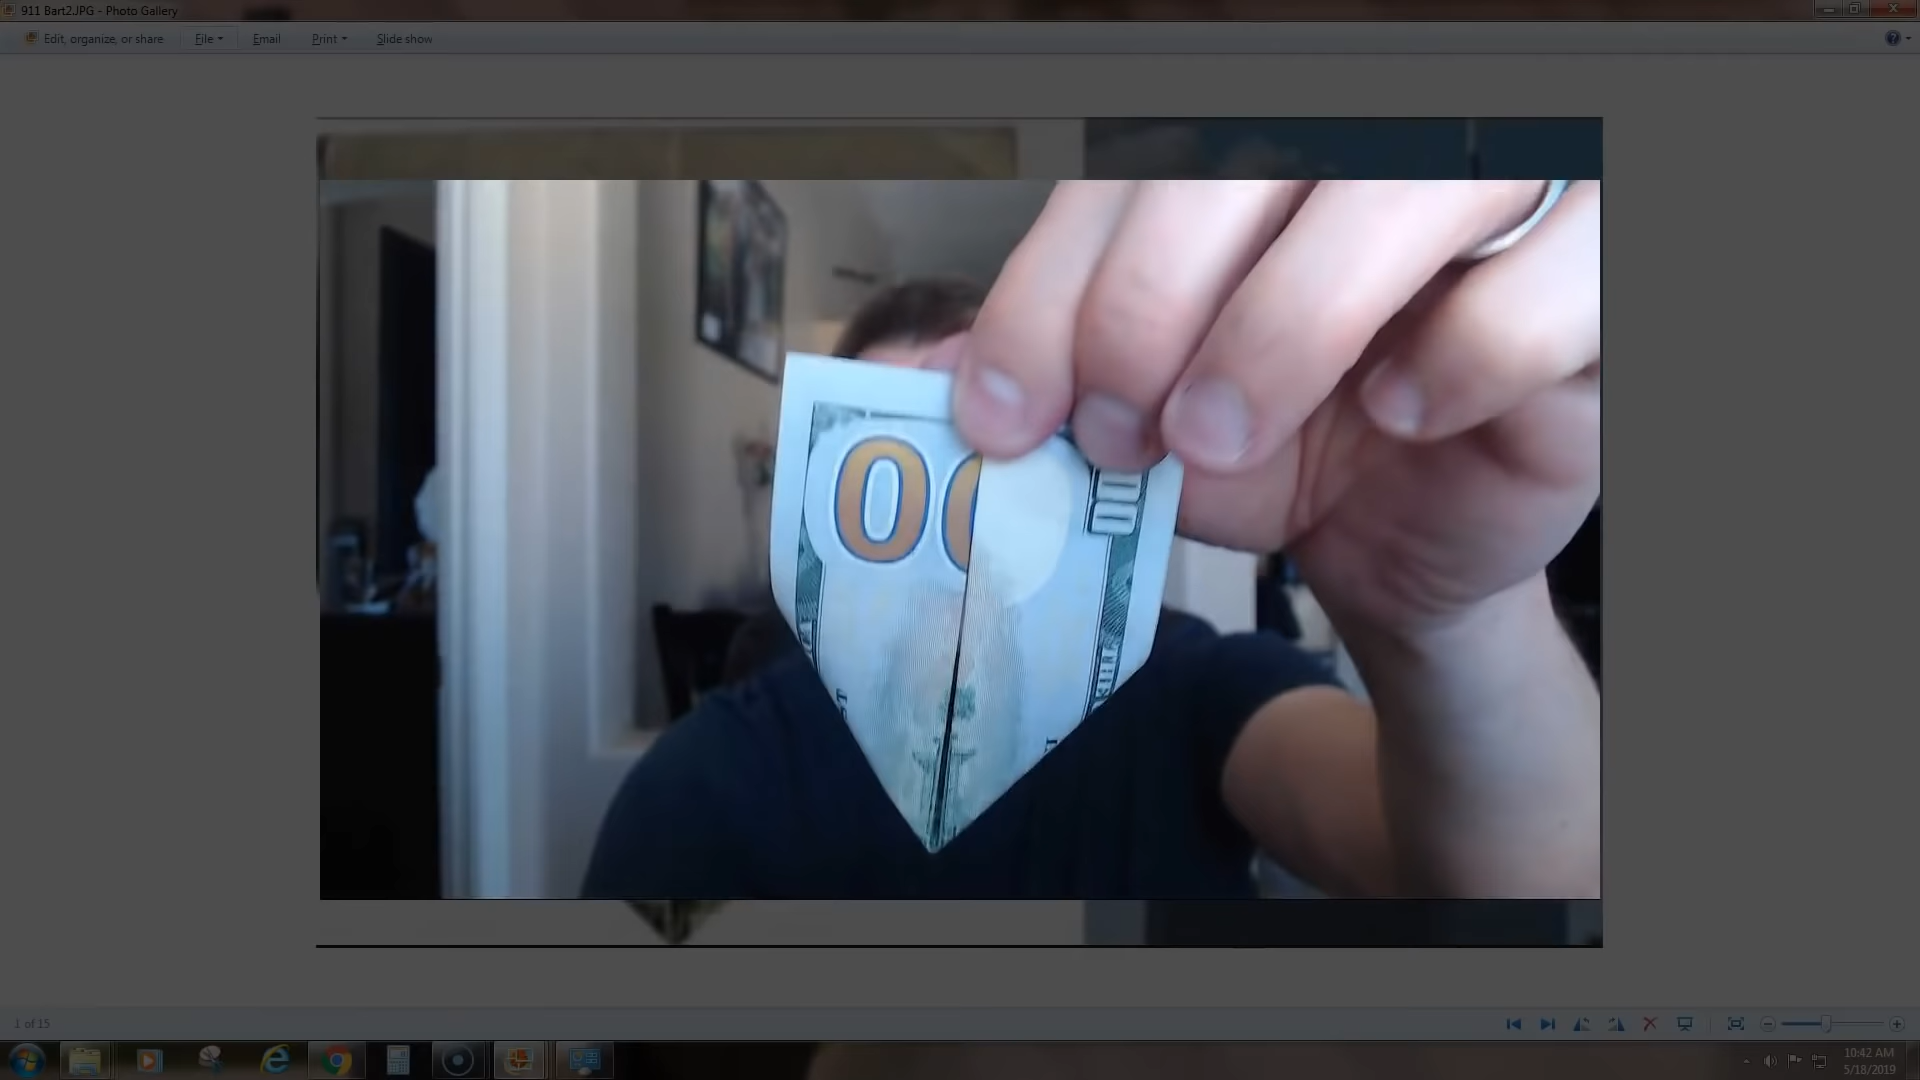 911 Bart2.JPG - Photo Gallery
Edit, organize, or share File Email Print Slide show
00
00
1 of 15
10:42 AM
5/18/2019